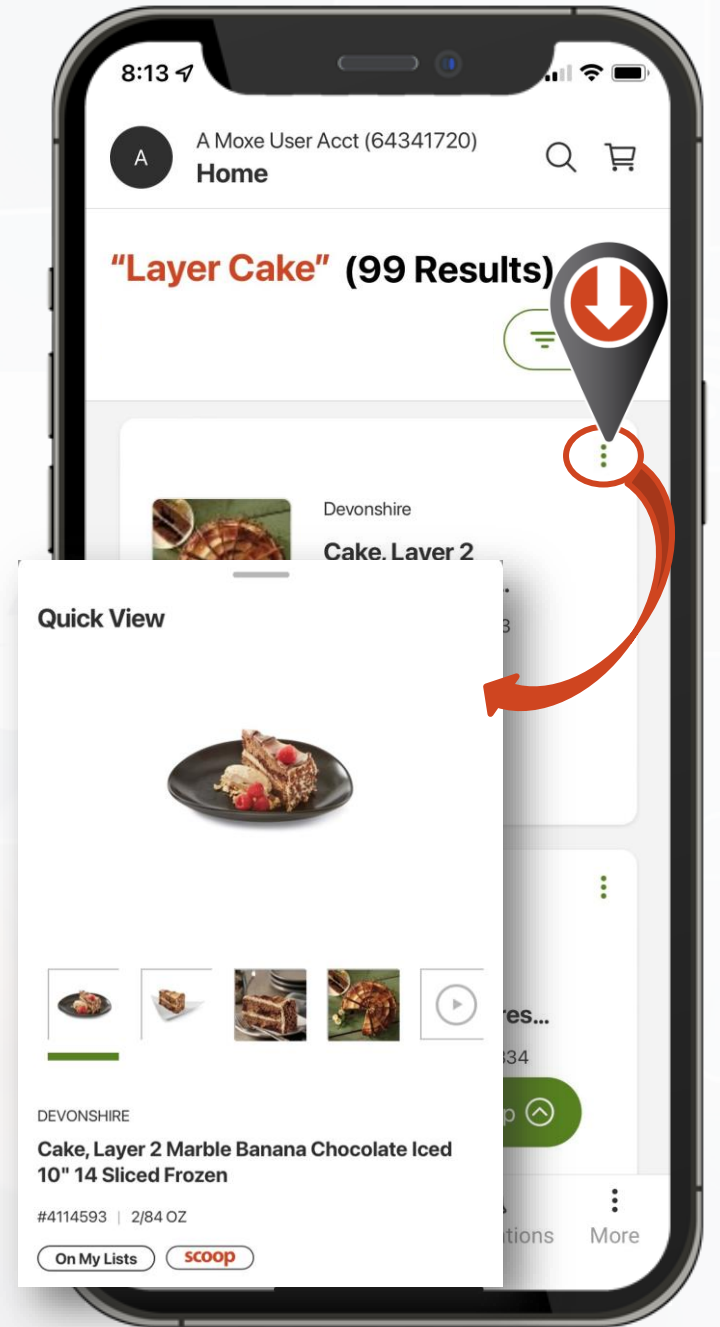 8:13
A
A Moxe User Acct (64341720)
Home
"Layer Cake" (99 Results)
Devonshire
Cake, Layer 2
Quick View
DEVONSHIRE
Cake, Layer 2 Marble Banana Chocolate Iced
10" 14 Sliced Frozen
#4114593 | 2/84 OZ
On My Lists
scoop
More